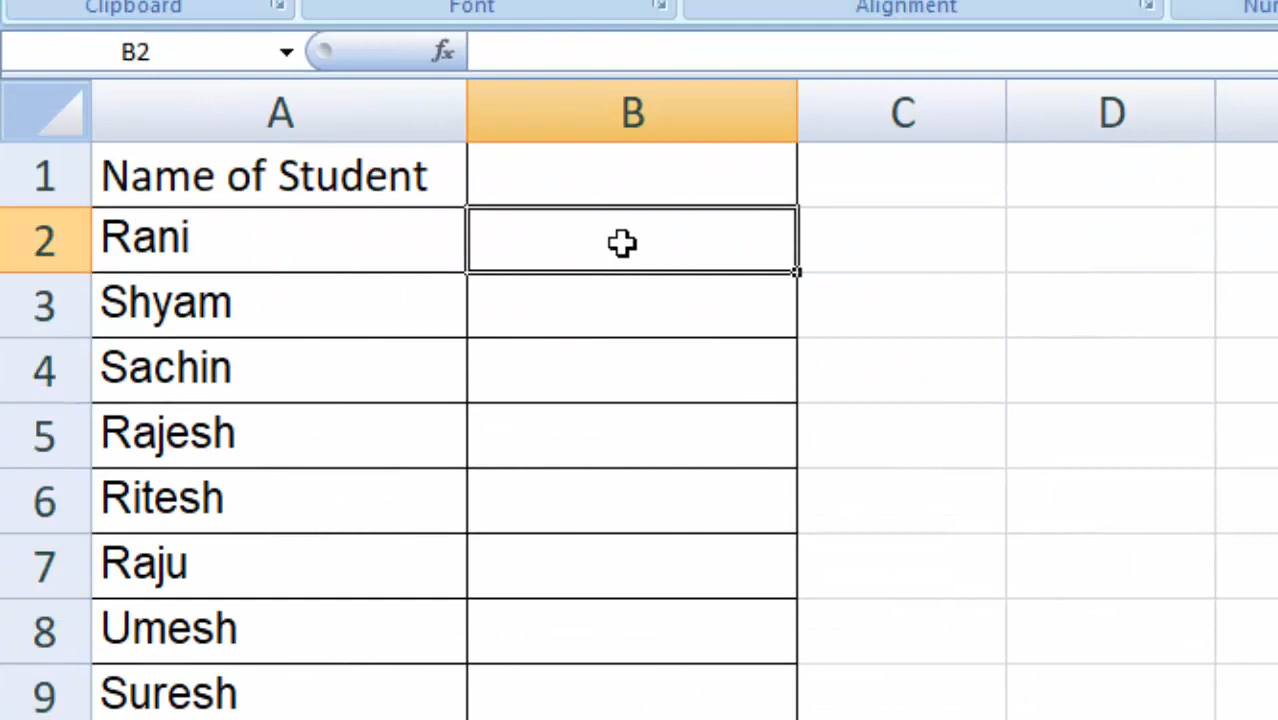 Clipboard Font Alignment Nu
B2 fx
A B C D
1 Name of Student
2 Rani
3 Shyam
4 Sachin
5 Rajesh
6 Ritesh
7 Raju
8 Umesh
9 Suresh